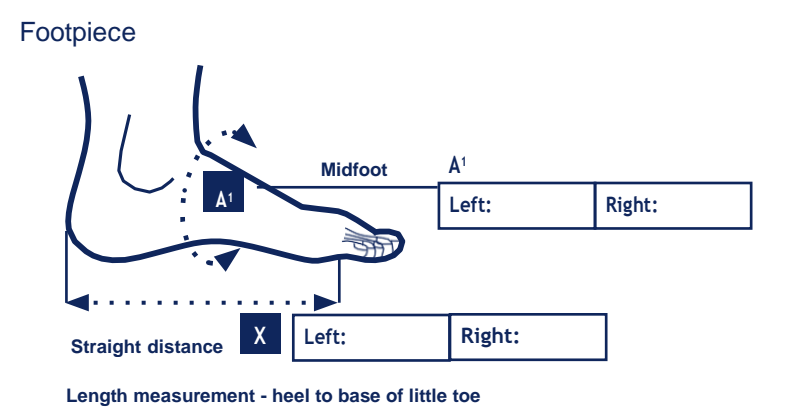 Footpiece
Midfoot
A¹
A¹
Left:
Right:
X
Left:
Right:
Straight distance
Length measurement - heel to base of little toe